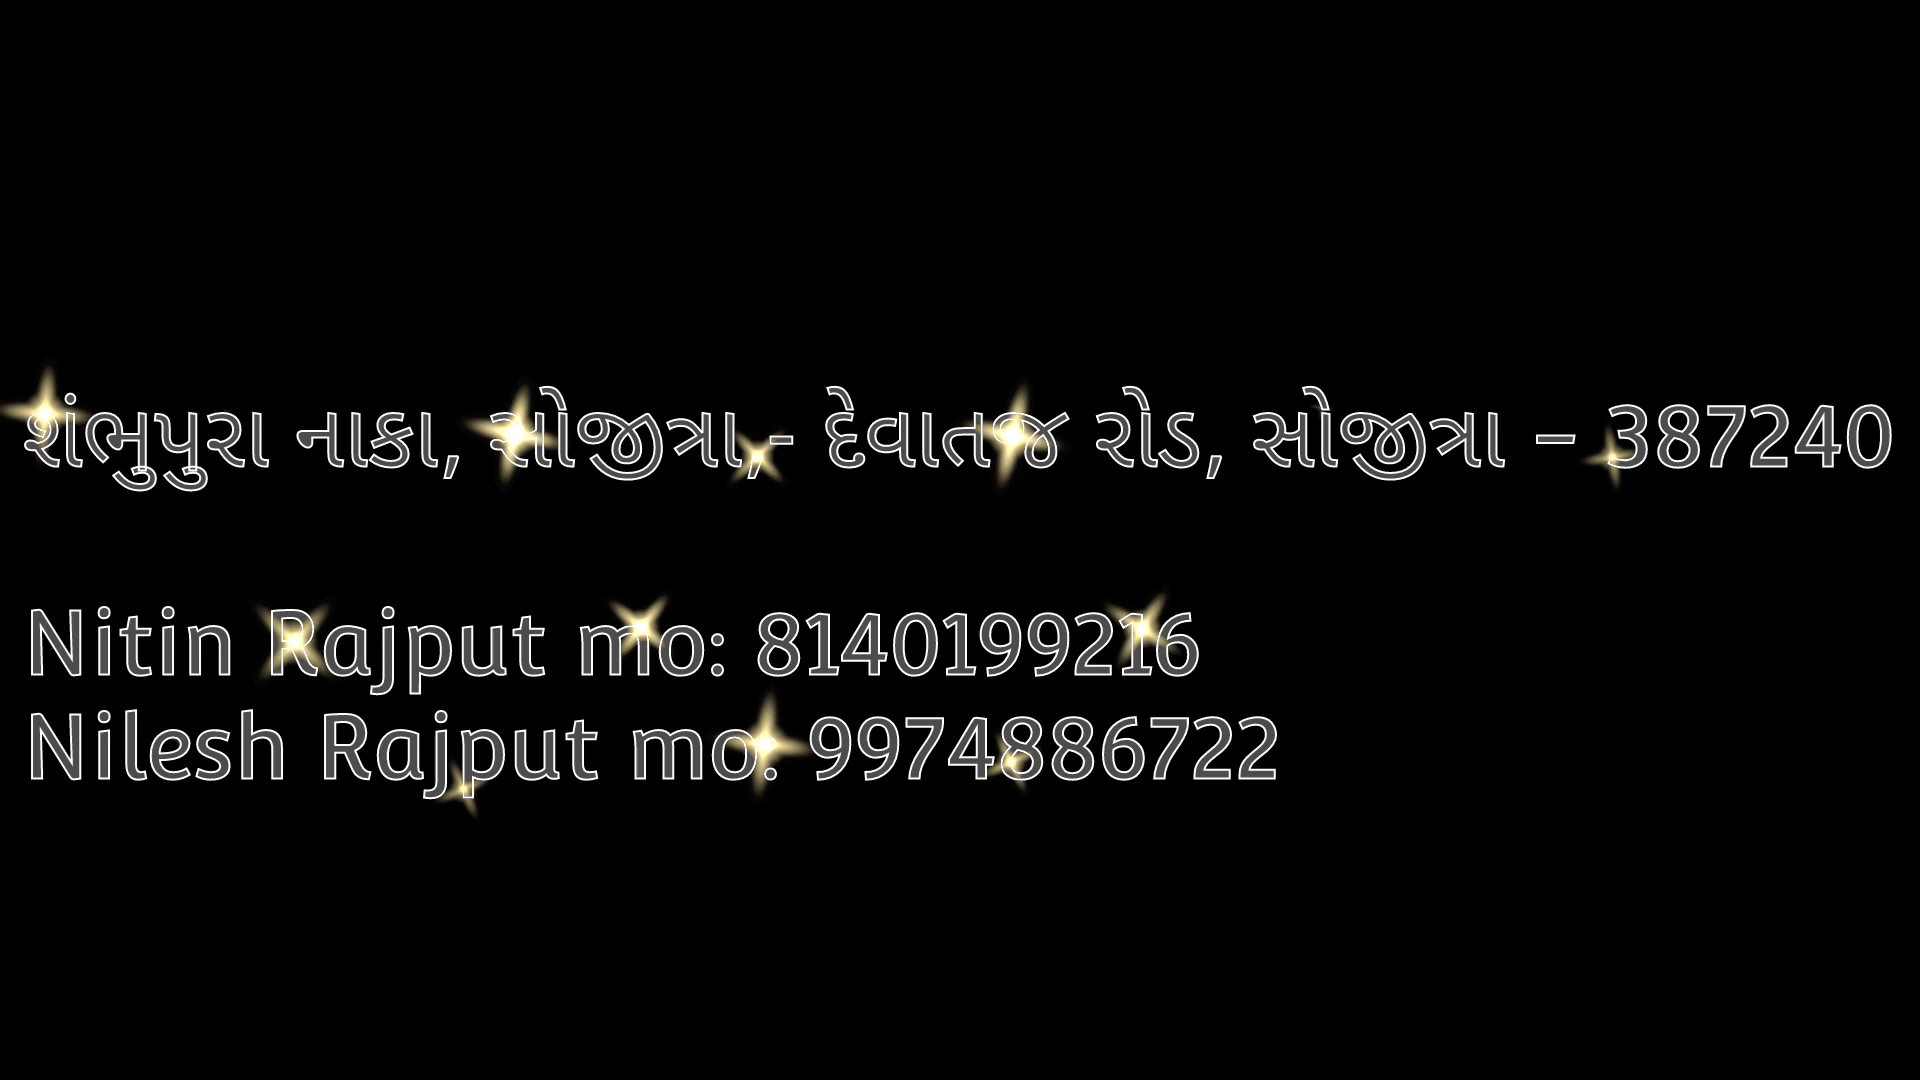 શંભુપુરા નાકા, સોજીત્રા,- દેવાતજ રોડ, સોજીત્રા – 387240
Nitin Rajput mo: 8140199216
Nilesh Rajput mo: 9974886722